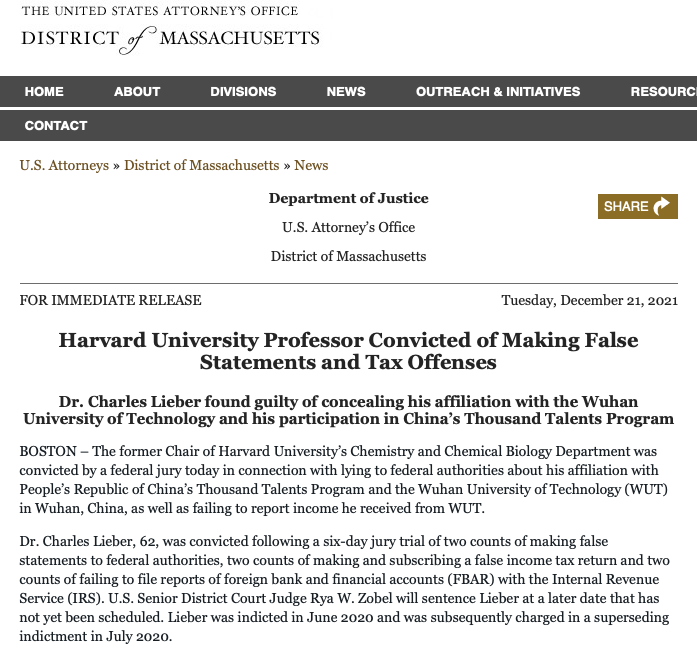 THE UNITED STATES ATTORNEY'S OFFICE
DISTRICT of MASSACHUSETTS
HOME ABOUT DIVISIONS NEWS OUTREACH & INITIATIVES RESOURC
CONTACT
U.S. Attorneys » District of Massachusetts » News
Department of Justice
SHARE
U.S. Attorney's Office
District of Massachusetts
FOR IMMEDIATE RELEASE Tuesday, December 21, 2021
Harvard University Professor Convicted of Making False
Statements and Tax Offenses
Dr. Charles Lieber found guilty of concealing his affiliation with the Wuhan
University of Technology and his participation in China's Thousand Talents Program
BOSTON – The former Chair of Harvard University's Chemistry and Chemical Biology Department was
convicted by a federal jury today in connection with lying to federal authorities about his affiliation with
People's Republic of China's Thousand Talents Program and the Wuhan University of Technology (WUT)
in Wuhan, China, as well as failing to report income he received from WUT.
Dr. Charles Lieber, 62, was convicted following a six-day jury trial of two counts of making false
statements to federal authorities, two counts of making and subscribing a false income tax return and two
counts of failing to file reports of foreign bank and financial accounts (FBAR) with the Internal Revenue
Service (IRS). U.S. Senior District Court Judge Rya W. Zobel will sentence Lieber at a later date that has
not yet been scheduled. Lieber was indicted in June 2020 and was subsequently charged in a superseding
indictment in July 2020.